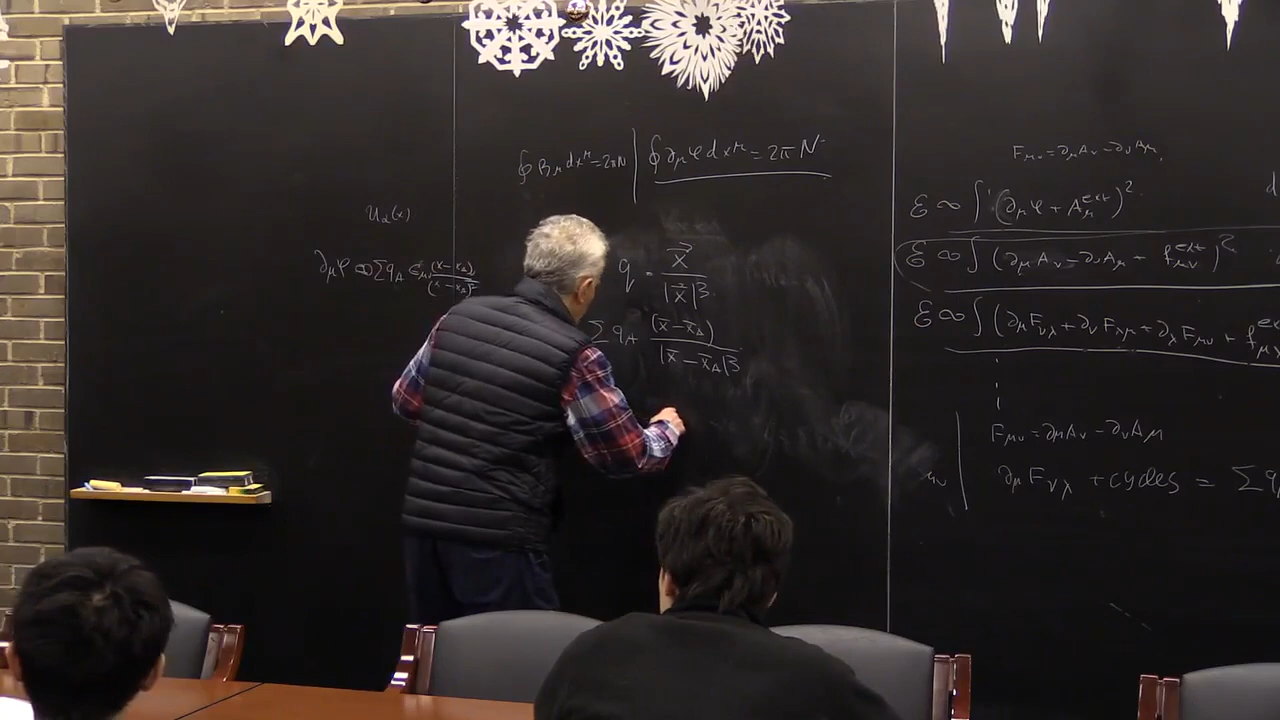 ∮ B_μ dx^μ = 2πN | ∮ ∂_μ φ dx^μ = 2πN
U_α(x)
∂_μ φ ∞ Σ q_A ε_μν (x - x_A)_ν / (x - x_A)²
q = x⃗ / |x⃗|³
Σ q_A (x̄ - x̄_A) / |x̄ - x̄_A|³
F_μν = ∂_μ A_ν - ∂_ν A_μ
ℰ ∞ ∫ (∂_μ φ + A_μ^ext)²
ℰ ∞ ∫ (∂_μ A_ν - ∂_ν A_μ + f_μν^ext)²
ℰ ∞ ∫ (∂_μ F_νλ + ∂_ν F_λμ + ∂_λ F_μν + f
F_μν = ∂_μ A_ν - ∂_ν A_μ
∂_μ F_νλ + cycles = Σ q